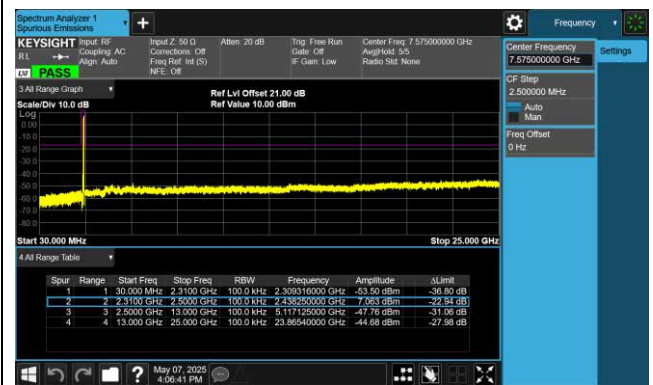 Spectrum Analyzer 1
Spurious Emissions
Frequency
KEYSIGHT
Input: RF
Input Z: 50 Ω
Atten: 20 dB
Trig: Free Run
Center Freq: 7.575000000 GHz
RL
Coupling: AC
Corrections: Off
Gate: Off
Avg|Hold: 5/5
Align: Auto
Freq Ref: Int (S)
IF Gain: Low
Radio Std: None
NFE: Off
LXI
PASS
Center Frequency
7.575000000 GHz
Settings
CF Step
2.500000 MHz
Auto
Man
Freq Offset
0 Hz
3 All Range Graph
Ref Lvl Offset 21.00 dB
Scale/Div 10.0 dB
Ref Value 10.00 dBm
Log
0.00
-10.0
-20.0
-30.0
-40.0
-50.0
-60.0
-70.0
-80.0
Start 30.000 MHz
Stop 25.000 GHz
4 All Range Table
Spur Range Start Freq Stop Freq RBW Frequency Amplitude ΔLimit
1 1 30.000 MHz 2.3100 GHz 100.0 kHz 2.309316000 GHz -53.50 dBm -36.80 dB
2 2 2.3100 GHz 2.5000 GHz 100.0 kHz 2.438250000 GHz 7.063 dBm -22.94 dB
3 3 2.5000 GHz 13.000 GHz 100.0 kHz 5.117125000 GHz -47.76 dBm -31.06 dB
4 4 13.000 GHz 25.000 GHz 100.0 kHz 23.86540000 GHz -44.68 dBm -27.98 dB
May 07, 2025
4:06:41 PM